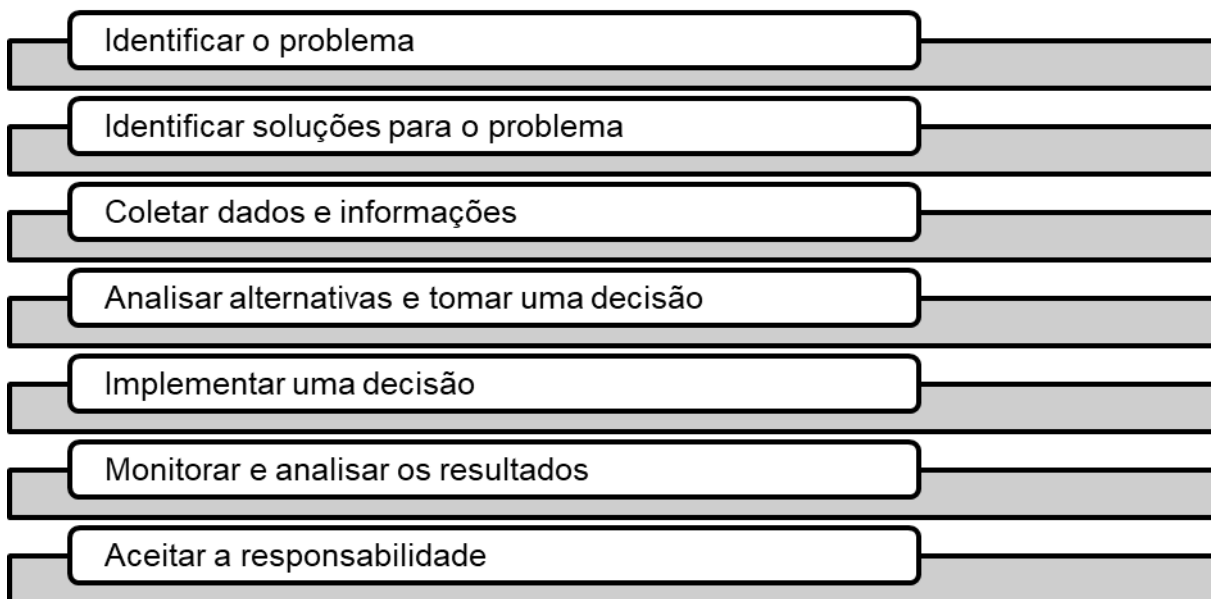 Identificar o problema
Identificar soluções para o problema
Coletar dados e informações
Analisar alternativas e tomar uma decisão
Implementar uma decisão
Monitorar e analisar os resultados
Aceitar a responsabilidade